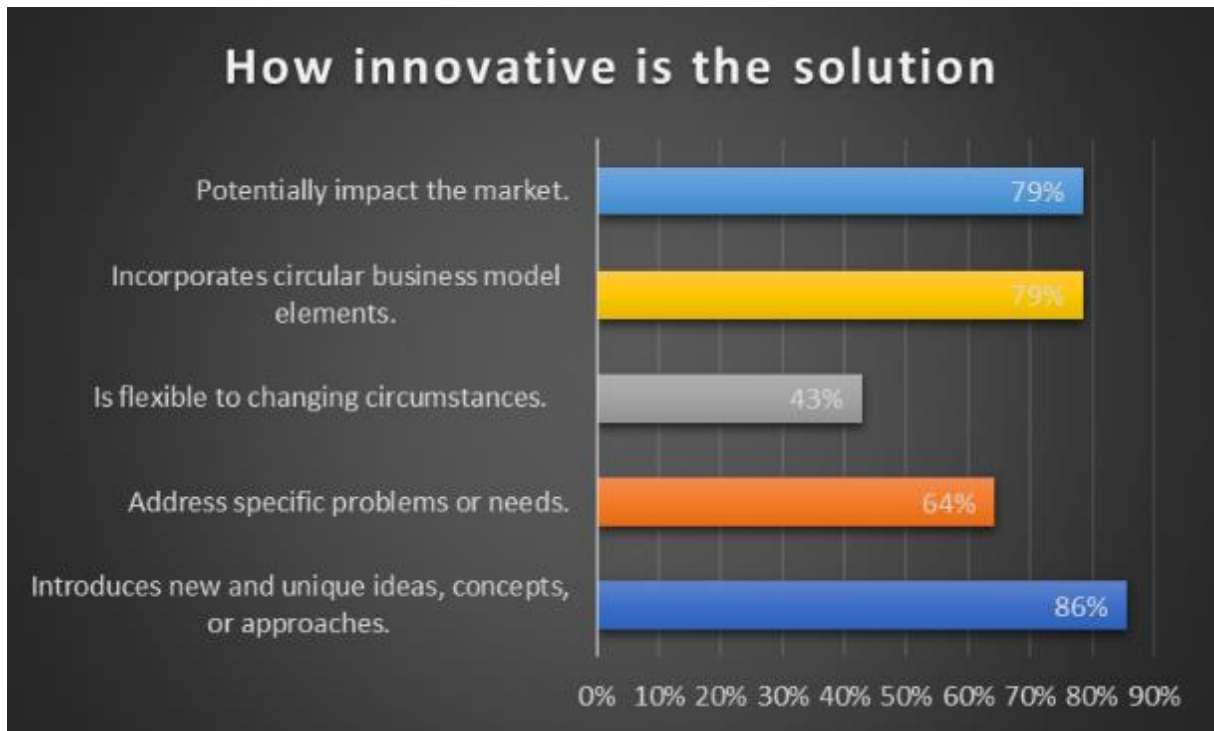 How innovative is the solution
Potentially impact the market.
79%
Incorporates circular business model
elements.
79%
Is flexible to changing circumstances.
43%
Address specific problems or needs.
64%
Introduces new and unique ideas, concepts,
or approaches.
86%
0% 10% 20% 30% 40% 50% 60% 70% 80% 90%